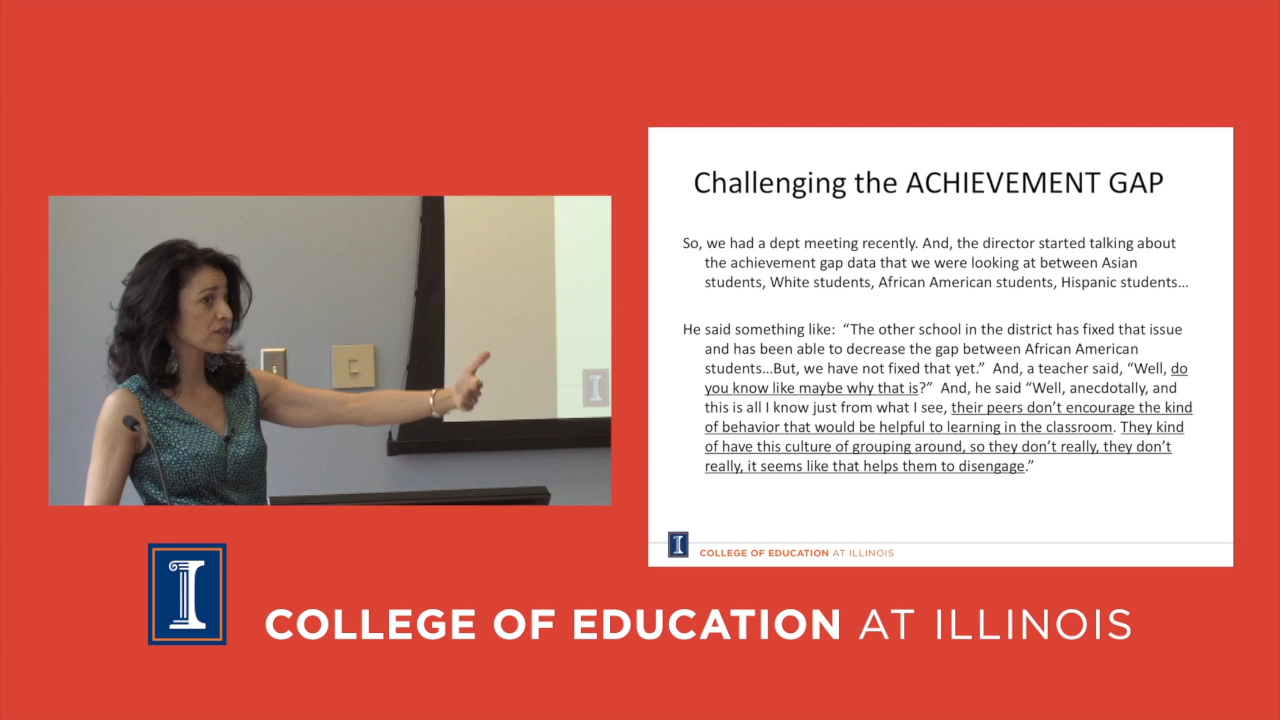 Challenging the ACHIEVEMENT GAP
So, we had a dept meeting recently. And, the director started talking about
the achievement gap data that we were looking at between Asian
students, White students, African American students, Hispanic students…
He said something like: “The other school in the district has fixed that issue
and has been able to decrease the gap between African American
students…But, we have not fixed that yet.” And, a teacher said, “Well, do
you know like maybe why that is?” And, he said “Well, anecdotally, and
this is all I know just from what I see, their peers don’t encourage the kind
of behavior that would be helpful to learning in the classroom. They kind
of have this culture of grouping around, so they don’t really, they don’t
really, it seems like that helps them to disengage.”
I
COLLEGE OF EDUCATION AT ILLINOIS
I
COLLEGE OF EDUCATION AT ILLINOIS